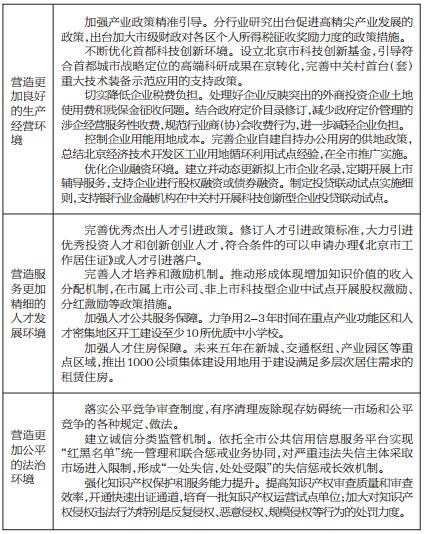 营造更
加良好
的生产
经营环
境
加强产业政策精准引导。分行业研究出台促进高精尖产业发展的
政策,出台加大市级财政对各区个人所得税征收奖励力度的政策措施。
不断优化首都科技创新环境。设立北京市科技创新基金,引导符
合首都城市战略定位的高端科研成果在京转化,完善中关村首台(套)
重大技术装备示范应用的支持政策。
切实降低企业税费负担。处理好企业反映突出的外商投资企业土地
使用费和残保金征收问题。结合政府定价目录修订,减少政府定价管理的
涉企经营服务性收费,规范行业商(协)会收费行为,进一步减轻企业负担。
控制企业用能用地成本。完善企业自建自持办公用房的供地政策,
总结北京经济技术开发区工业用地循环利用试点经验,在全市推广实施。
优化企业融资环境。建立并动态更新拟上市企业名录,定期开展上市
辅导服务,支持企业进行股权融资或债券融资。制定投贷联动试点实施细
则,支持银行业金融机构在中关村开展科技创新型企业投贷联动试点。
营造服
务更加
精细的
人才发
展环境
完善优秀杰出人才引进政策。修订人才引进政策标准,大力引进
优秀投资人才和创新创业人才,符合条件的可以申请办理《北京市工
作居住证》或人才引进落户。
完善人才培养和激励机制。推动形成体现增加知识价值的收入
分配机制,在市属上市公司、非上市科技型企业中试点开展股权激励、
分红激励等政策措施。
加强人才公共服务保障。力争用2-3年时间在重点产业功能区和人
才密集地区开工建设至少10所优质中小学校。
加强人才住房保障。未来五年在新城、交通枢纽、产业园区等重
点区域,推出1000公顷集体建设用地用于建设满足多层次居住需求的
租赁住房。
营造更
加公平
的法治
环境
落实公平竞争审查制度,有序清理废除现存妨碍统一市场和公平
竞争的各种规定、做法。
建立诚信分类监管机制。依托全市公共信用信息服务平台实现
“红黑名单”统一管理和联合惩戒业务协同,对严重违法失信主体采取
市场进入限制,形成“一处失信,处处受限”的失信惩戒长效机制。
强化知识产权保护和服务能力提升。提高知识产权审查质量和审查
效率,开通快速出证通道,培育一批知识产权运营试点单位;加大对知识产
权侵权违法行为特别是反复侵权、恶意侵权、规模侵权等行为的处罚力度。